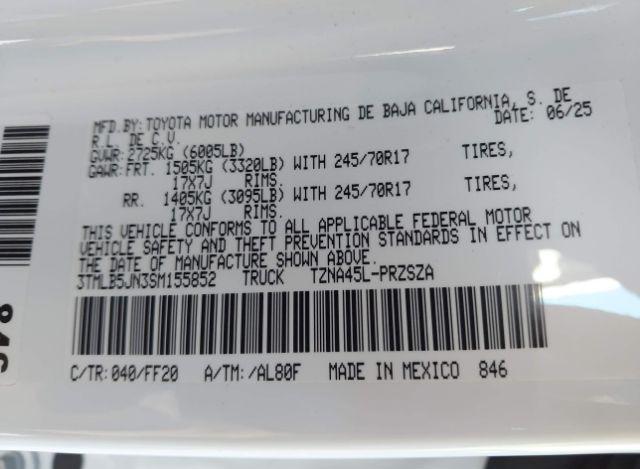 MFD.BY:TOYOTA MOTOR MANUFACTURING DE BAJA CALIFORNIA, S. DE
R.L. DE C.V. DATE: 06/25
GVWR:2725KG (6005LB)
GAWR:FRT. 1505KG (3320LB) WITH 245/70R17 TIRES,
17X7J RIMS.
RR. 1405KG (3095LB) WITH 245/70R17 TIRES,
17X7J RIMS.
THIS VEHICLE CONFORMS TO ALL APPLICABLE FEDERAL MOTOR
VEHICLE SAFETY AND THEFT PREVENTION STANDARDS IN EFFECT ON
THE DATE OF MANUFACTURE SHOWN ABOVE.
3TMLB5JN3SM155852 TRUCK TZNA45L-PRZSZA
C/TR:040/FF20 A/TM:/AL80F MADE IN MEXICO 846
846